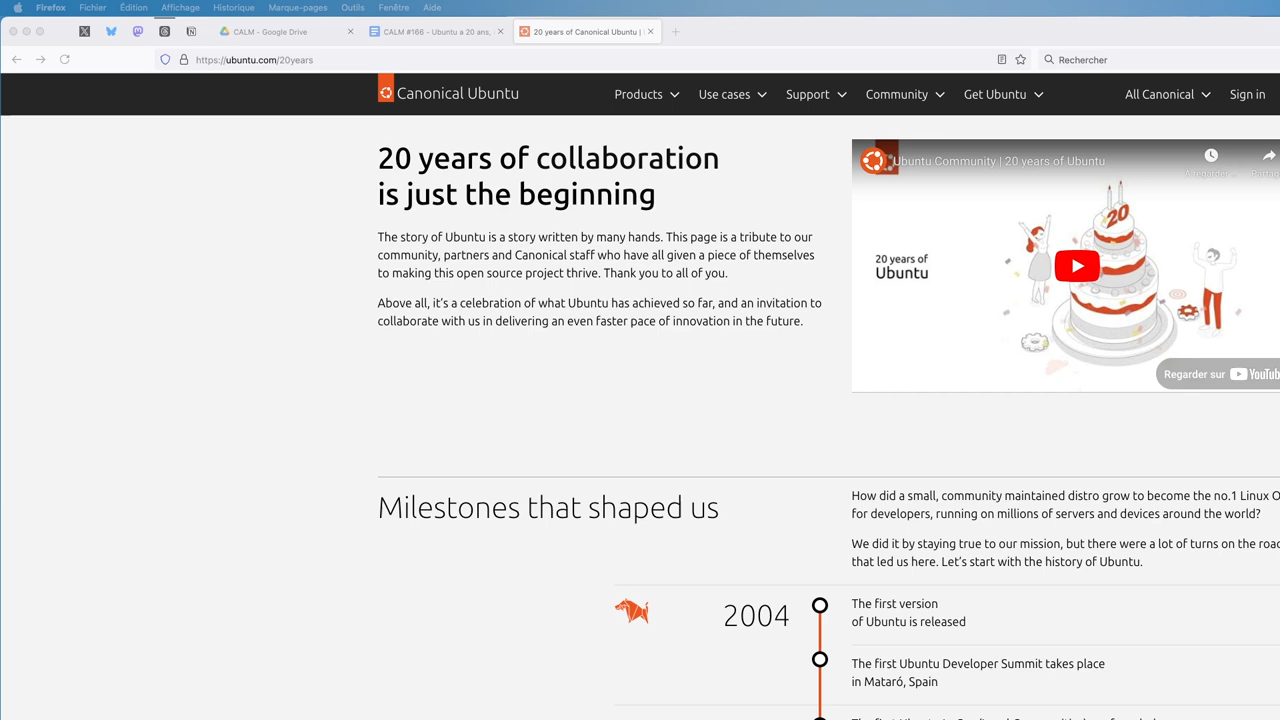 Firefox Fichier Édition Affichage Historique Marque-pages Outils Fenêtre Aide
CALM - Google Drive
CALM #166 - Ubuntu a 20 ans,
20 years of Canonical Ubuntu |
https://ubuntu.com/20years
Rechercher
Canonical Ubuntu
Products Use cases Support Community Get Ubuntu All Canonical Sign in
20 years of collaboration
is just the beginning
The story of Ubuntu is a story written by many hands. This page is a tribute to our
community, partners and Canonical staff who have all given a piece of themselves
to making this open source project thrive. Thank you to all of you.
Above all, it's a celebration of what Ubuntu has achieved so far, and an invitation to
collaborate with us in delivering an even faster pace of innovation in the future.
Ubuntu Community | 20 years of Ubuntu
À regarder ...
Partag
20
20 years of
Ubuntu
Regarder sur YouTub
Milestones that shaped us
How did a small, community maintained distro grow to become the no.1 Linux O
for developers, running on millions of servers and devices around the world?
We did it by staying true to our mission, but there were a lot of turns on the road
that led us here. Let's start with the history of Ubuntu.
2004
The first version
of Ubuntu is released
The first Ubuntu Developer Summit takes place
in Mataró, Spain